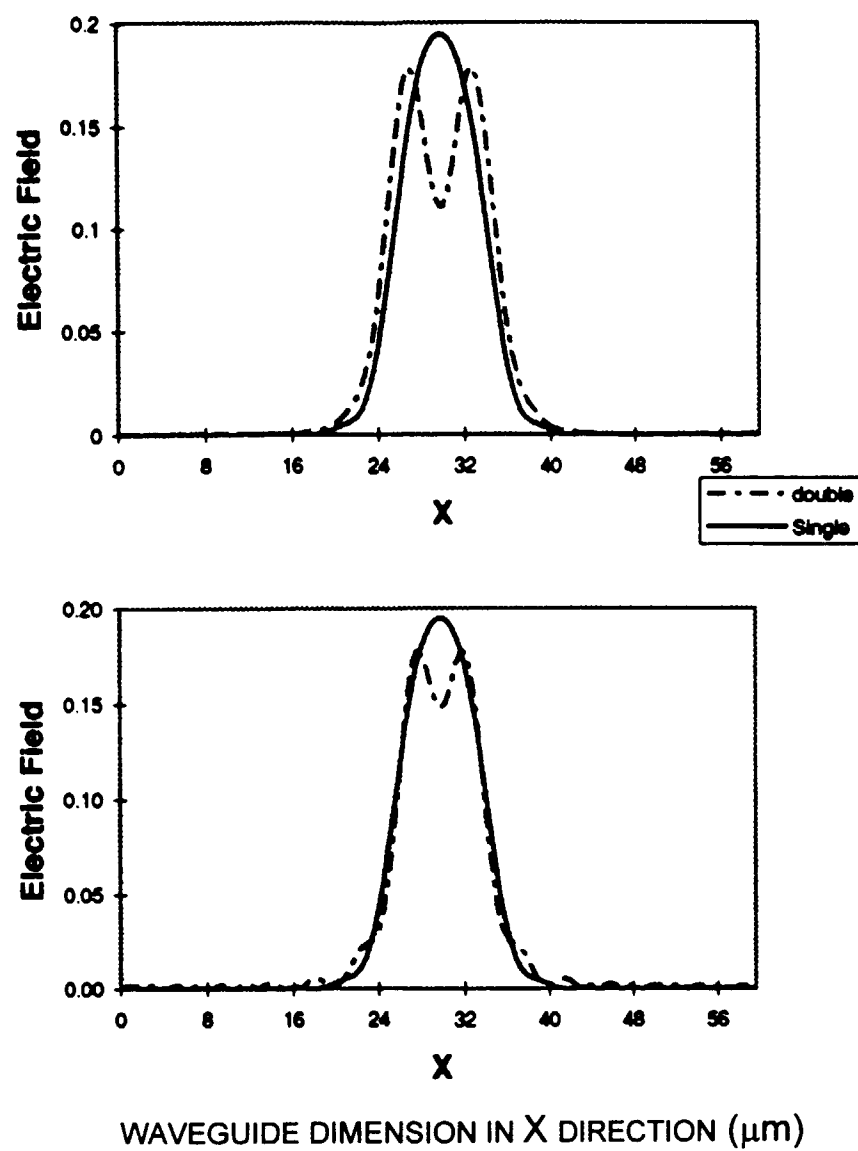 0.2
0.15
0.1
0.05
0
Electric Field
0 8 16 24 32 40 48 56
X
double
Single
0.20
0.15
0.10
0.05
0.00
Electric Field
0 8 16 24 32 40 48 56
X
WAVEGUIDE DIMENSION IN X DIRECTION (μm)